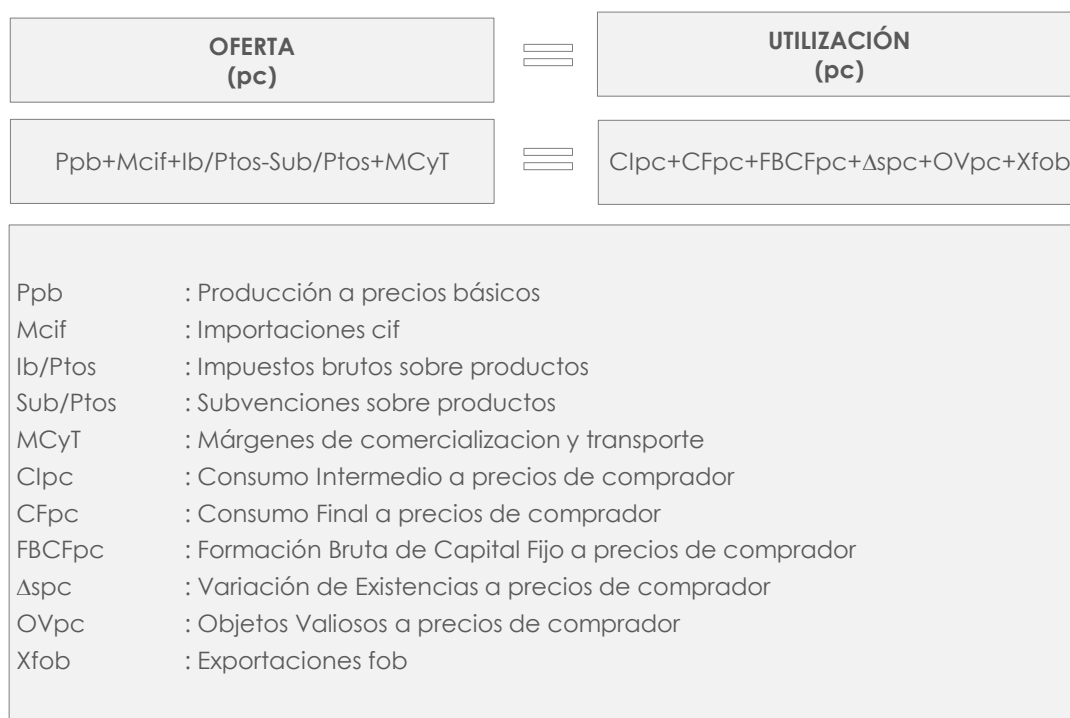 OFERTA
(pc)
UTILIZACIÓN
(pc)
Ppb+Mcif+Ib/Ptos-Sub/Ptos+MCyT
CIpc+CFpc+FBCFpc+∆spc+OVpc+Xfob
Ppb : Producción a precios básicos
Mcif : Importaciones cif
Ib/Ptos : Impuestos brutos sobre productos
Sub/Ptos : Subvenciones sobre productos
MCyT : Márgenes de comercializacion y transporte
CIpc : Consumo Intermedio a precios de comprador
CFpc : Consumo Final a precios de comprador
FBCFpc : Formación Bruta de Capital Fijo a precios de comprador
∆spc : Variación de Existencias a precios de comprador
OVpc : Objetos Valiosos a precios de comprador
Xfob : Exportaciones fob